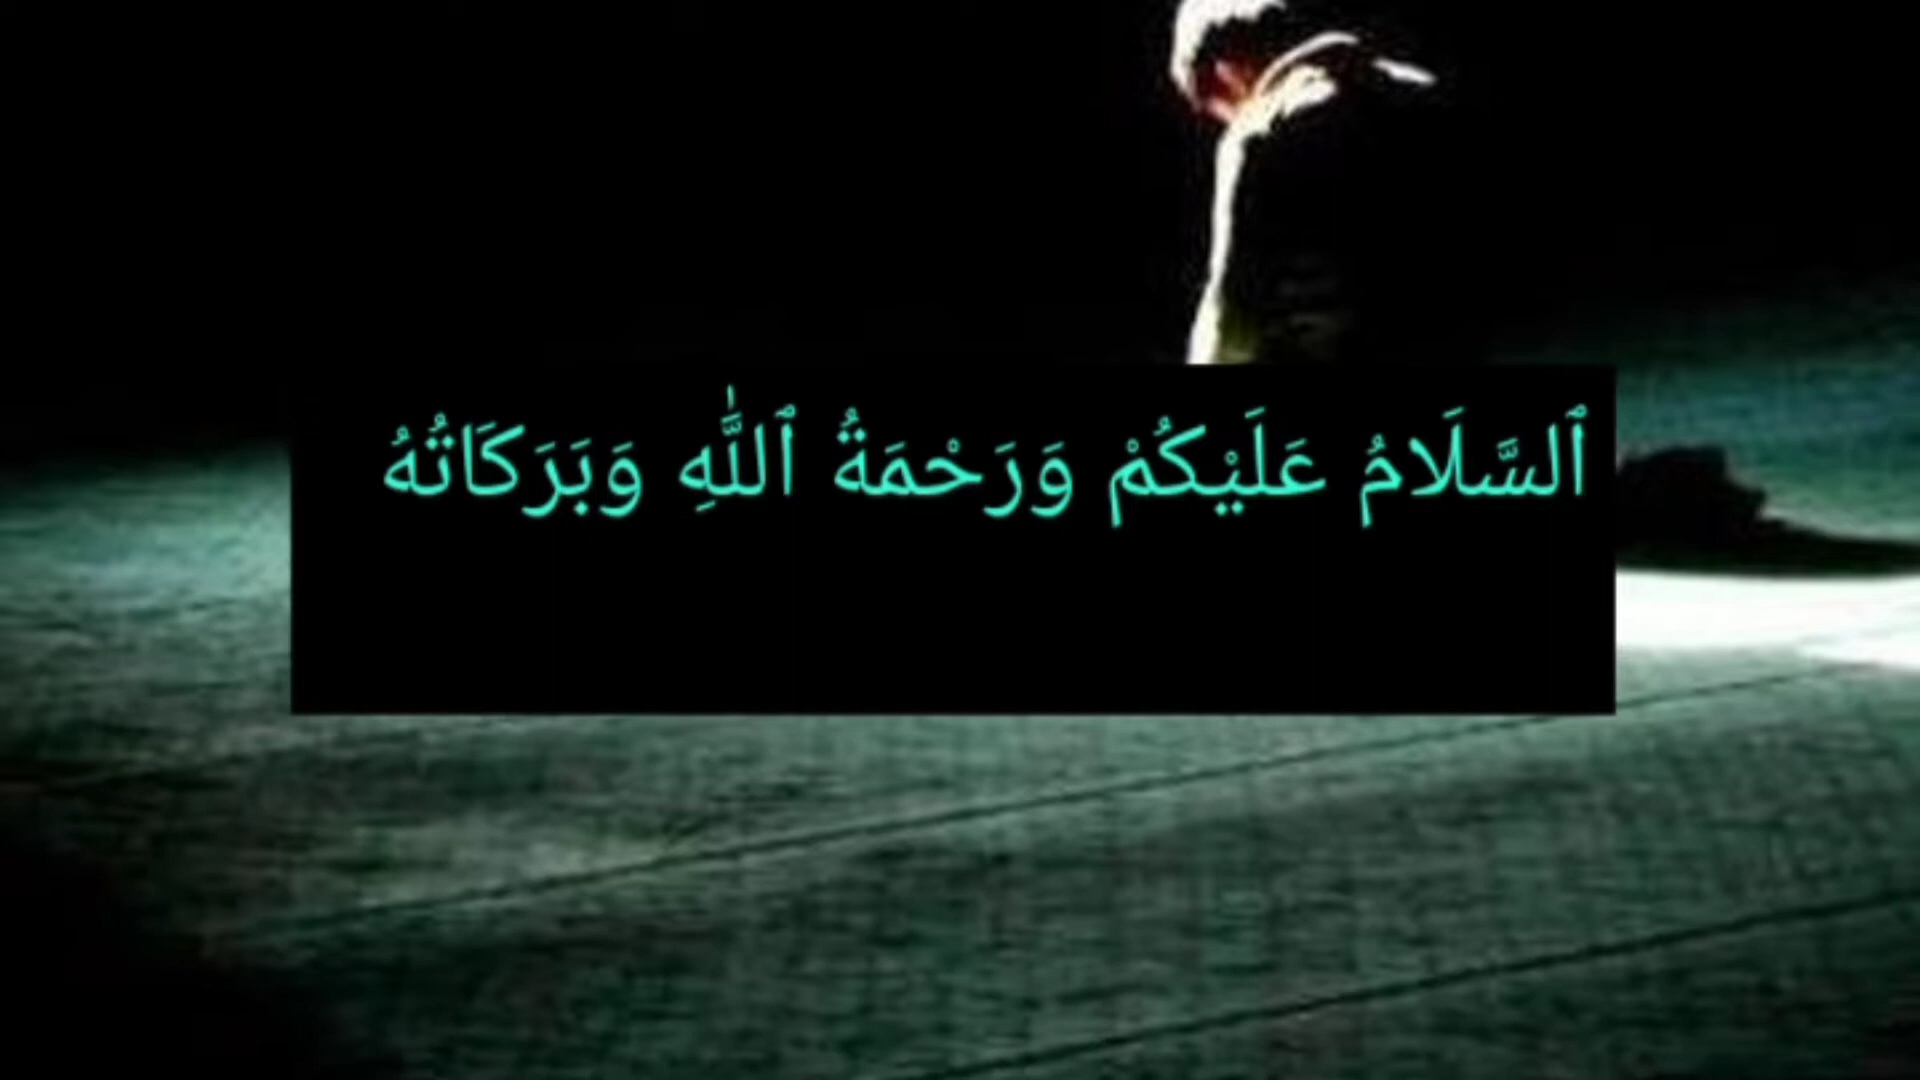 ٱلسَّلَامُ عَلَيْكُمْ وَرَحْمَةُ ٱللَّٰهِ وَبَرَكَاتُهُ